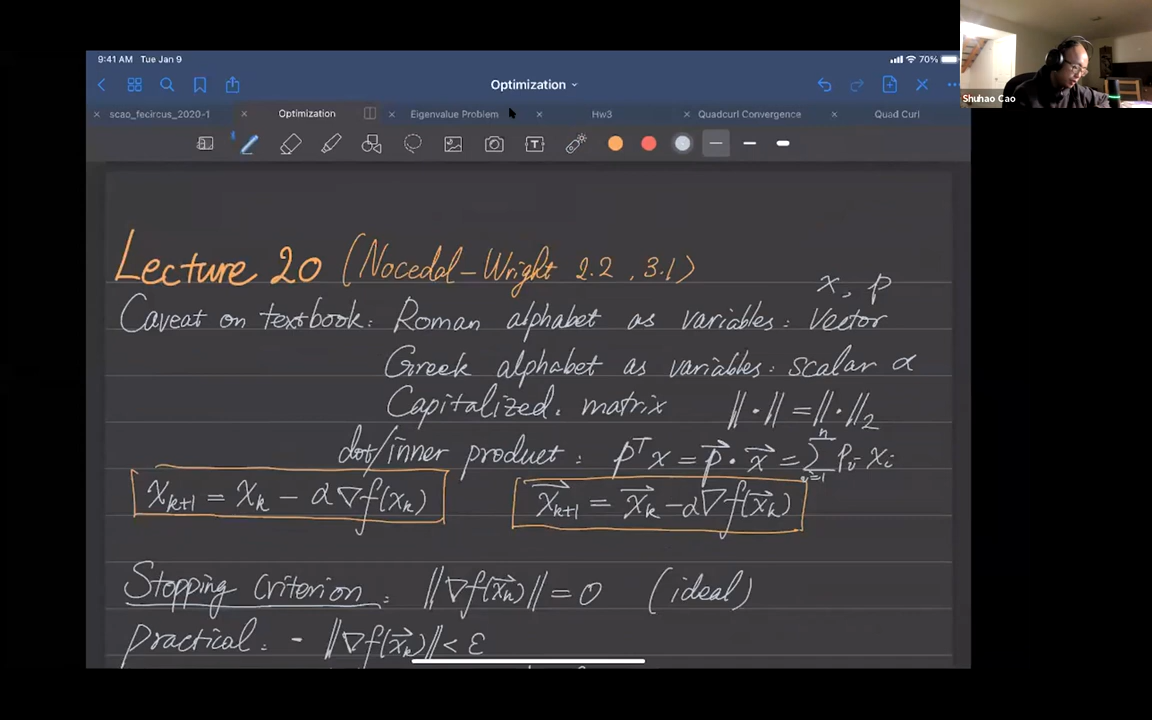 9:41 AM Tue Jan 9
70%
Optimization
Shuhao Cao
scao_fecircus_2020-1
Optimization
Eigenvalue Problem
Hw3
Quadcurl Convergence
Quad Curl
Lecture 20 (Nocedal-Wright 2.2, 3.1)
x, p
Caveat on textbook: Roman alphabet as variables: Vector
Greek alphabet as variables: scalar α
Capitalized. matrix ‖·‖ = ‖·‖₂
dot/inner product: pᵀx = p⃗ · x⃗ = ∑ᵢ₌₁ⁿ pᵢ xᵢ
xₖ₊₁ = xₖ − α∇f(xₖ) x⃗ₖ₊₁ = x⃗ₖ − α∇f(x⃗ₖ)
Stopping Criterion: ‖∇f(x⃗ₖ)‖ = 0 (ideal)
Practical: - ‖∇f(x⃗ₖ)‖ < ε